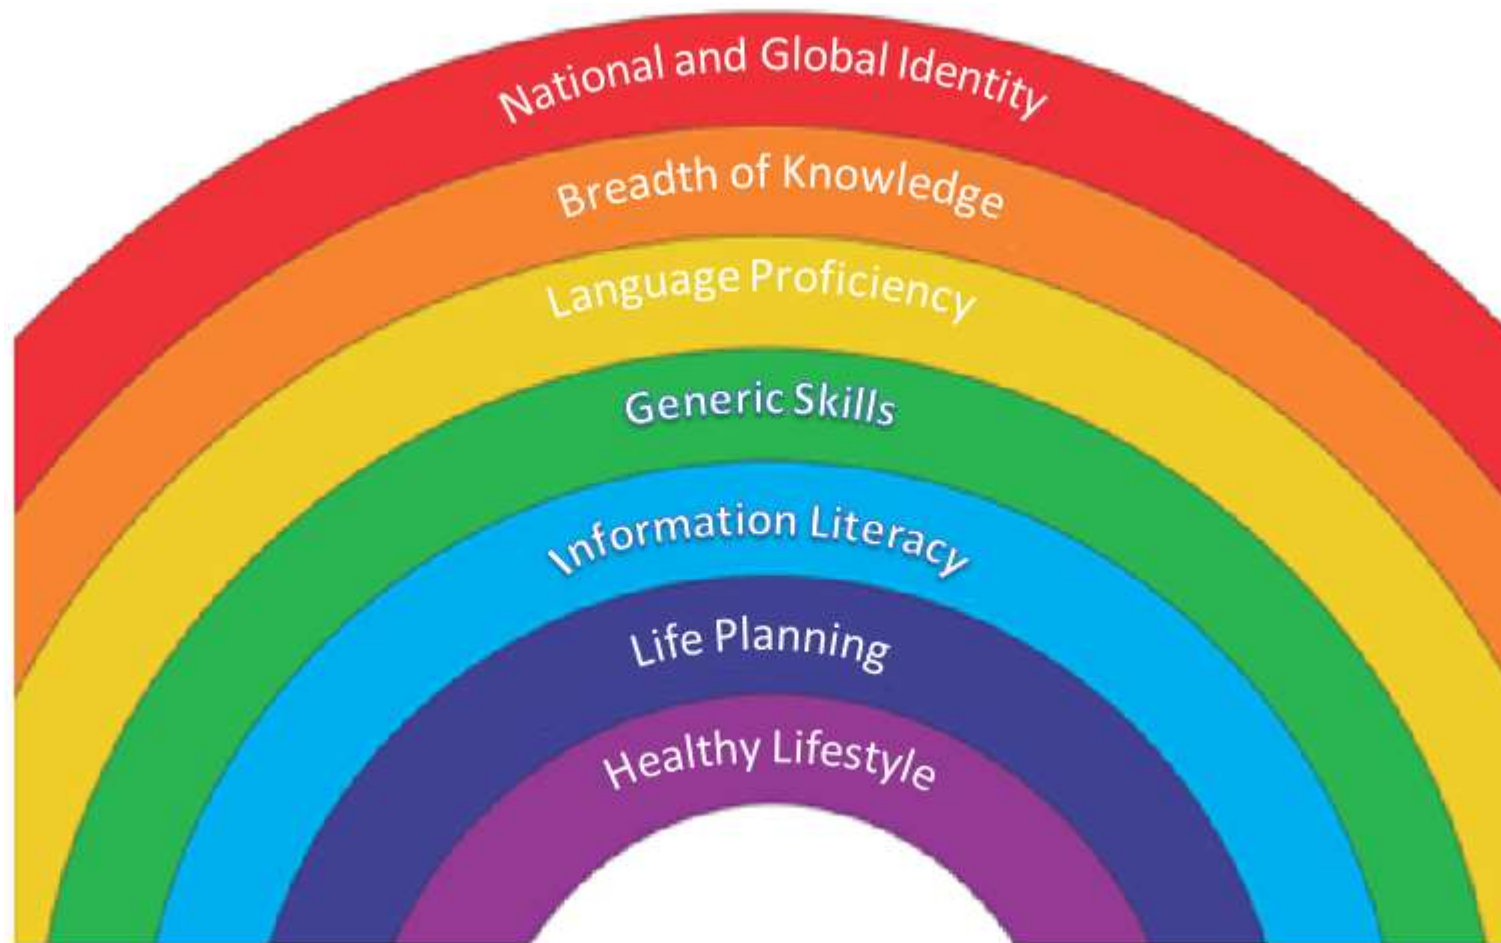 National and Global Identity
Breadth of Knowledge
Language Proficiency
Generic Skills
Information Literacy
Life Planning
Healthy Lifestyle